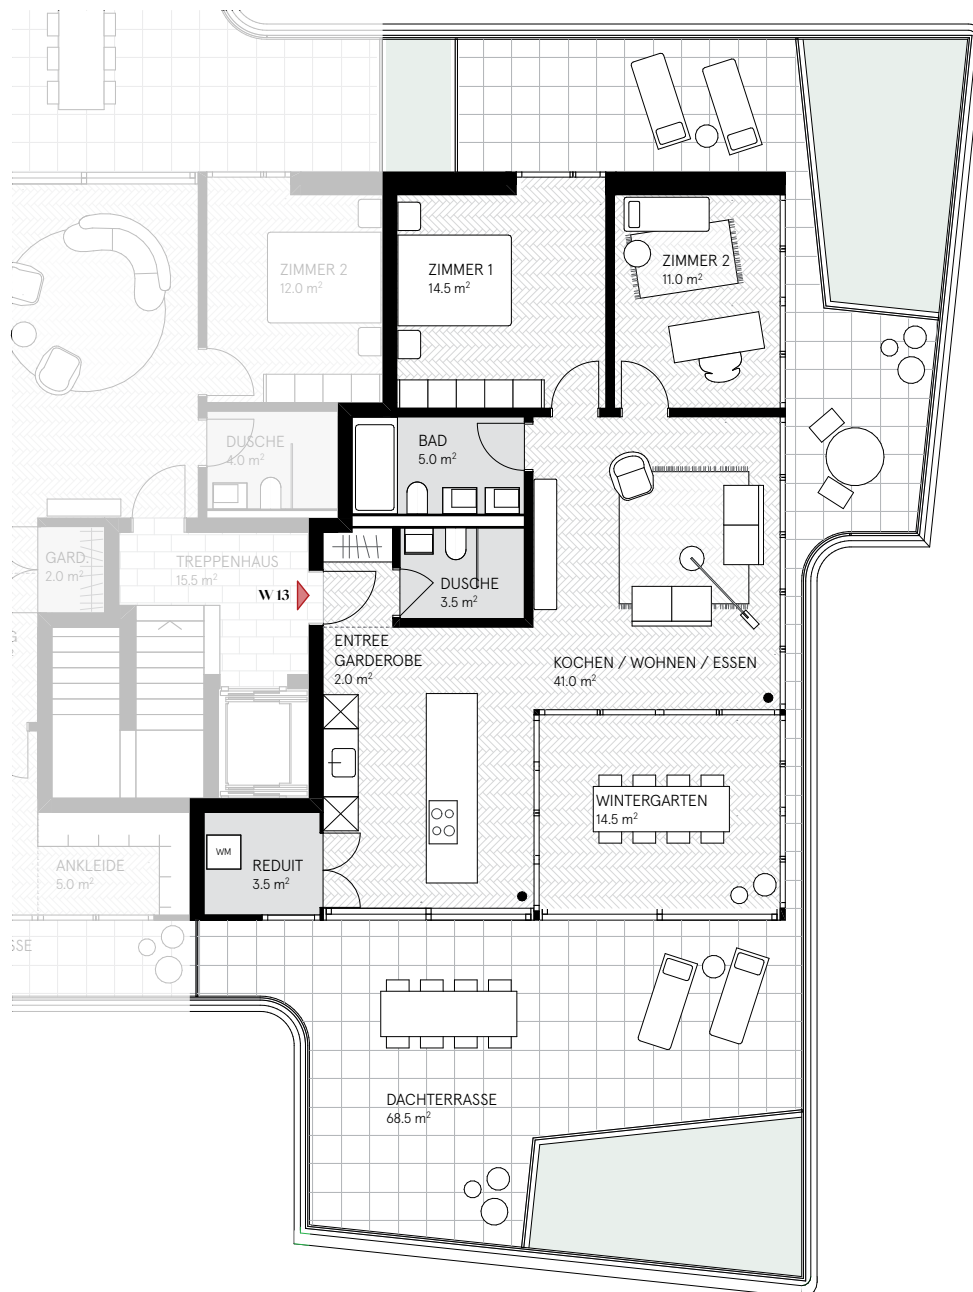 ZIMMER 2
12.0 m²
ZIMMER 1
14.5 m²
ZIMMER 2
11.0 m²
DUSCHE
4.0 m²
BAD
5.0 m²
GARD.
2.0 m²
TREPPENHAUS
15.5 m²
W 13
DUSCHE
3.5 m²
ENTREE
GARDEROBE
2.0 m²
KOCHEN / WOHNEN / ESSEN
41.0 m²
G
WINTERGARTEN
14.5 m²
ANKLEIDE
5.0 m²
WM
REDUIT
3.5 m²
SSE
DACHTERRASSE
68.5 m²